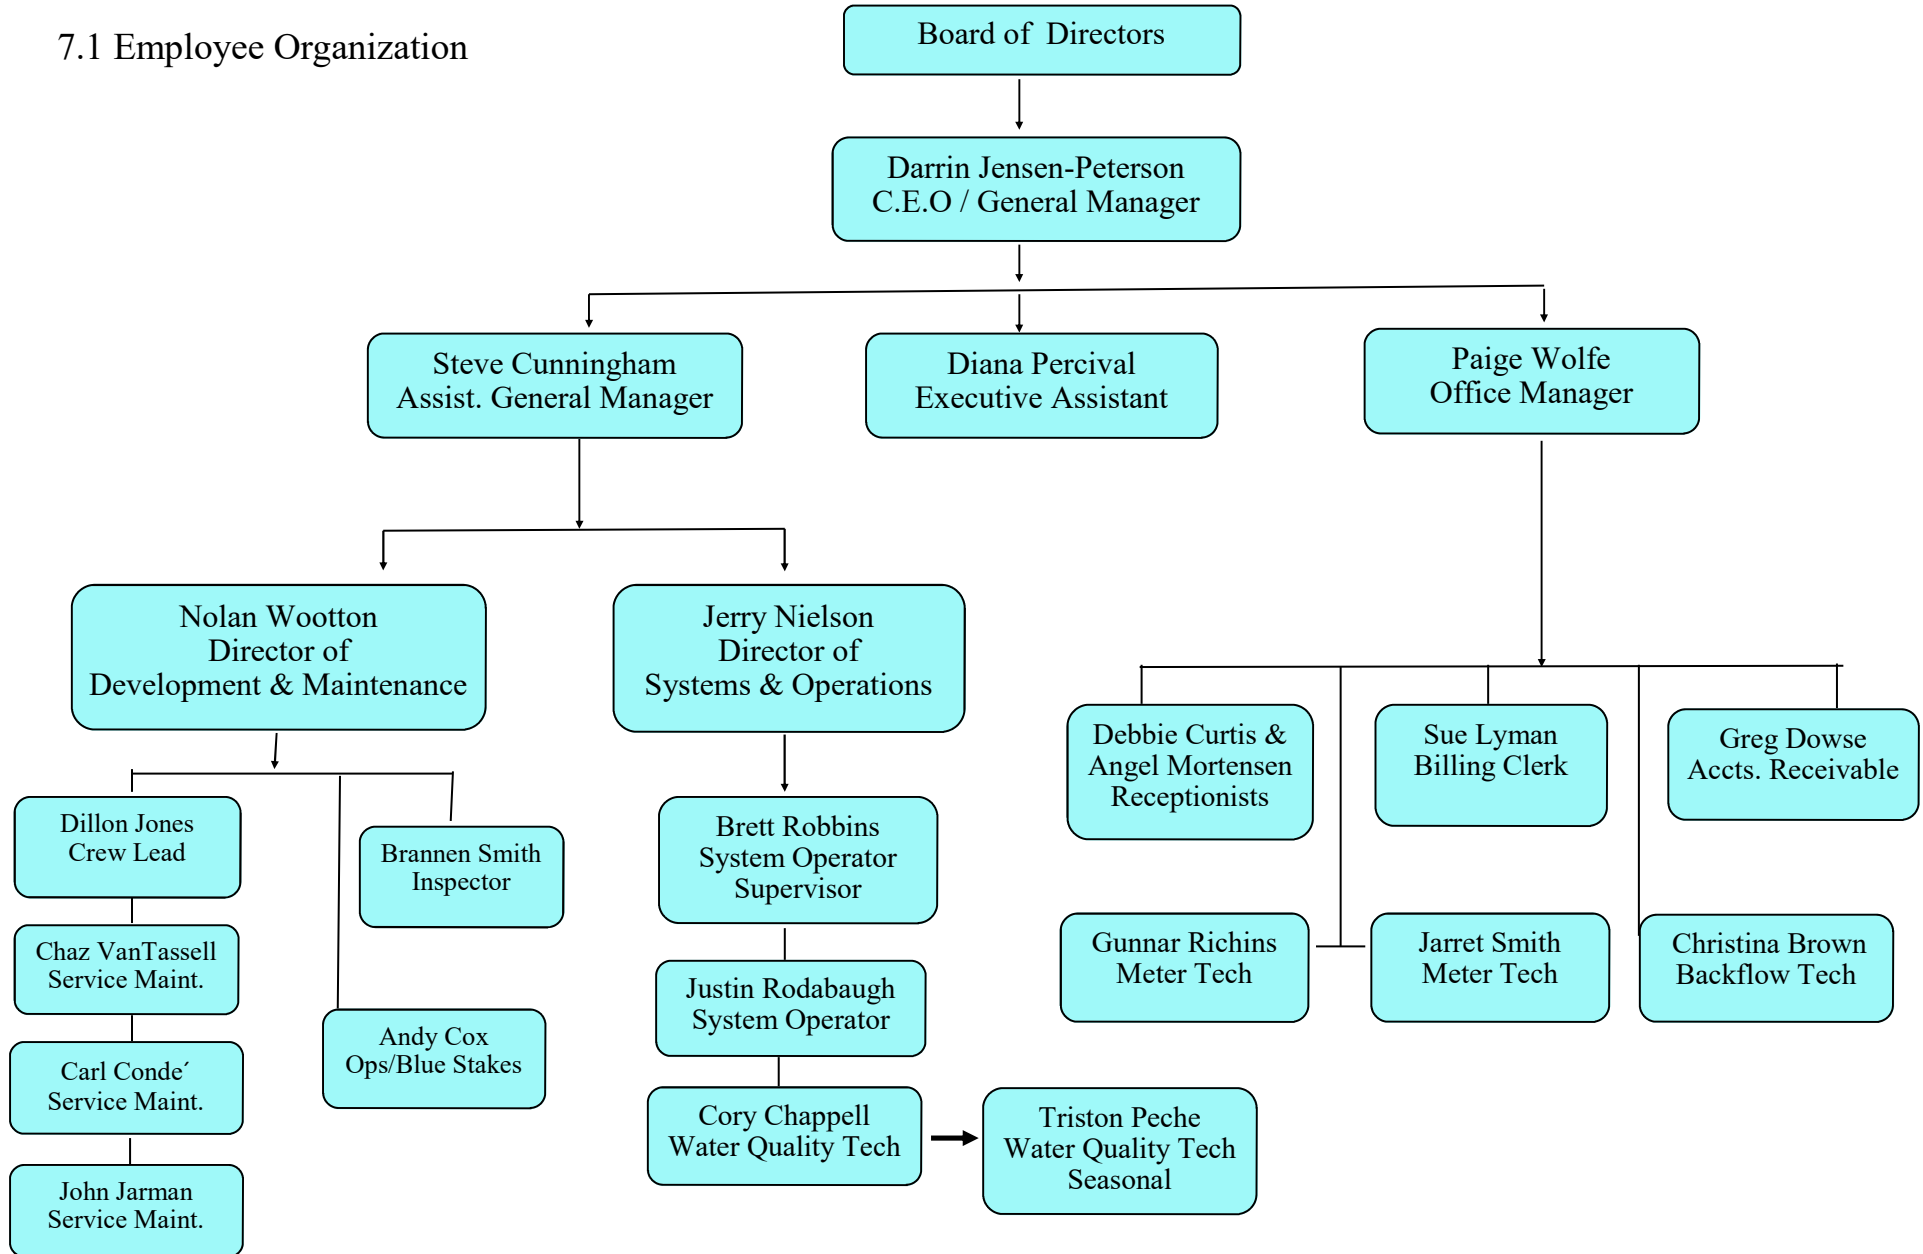 7.1 Employee Organization
Board of Directors
Darrin Jensen-Peterson
C.E.O / General Manager
Steve Cunningham
Assist. General Manager
Diana Percival
Executive Assistant
Paige Wolfe
Office Manager
Nolan Wootton
Director of
Development & Maintenance
Jerry Nielson
Director of
Systems & Operations
Debbie Curtis &
Angel Mortensen
Receptionists
Sue Lyman
Billing Clerk
Greg Dowse
Accts. Receivable
Dillon Jones
Crew Lead
Brannen Smith
Inspector
Brett Robbins
System Operator
Supervisor
Gunnar Richins
Meter Tech
Jarret Smith
Meter Tech
Christina Brown
Backflow Tech
Chaz VanTassell
Service Maint.
Justin Rodabaugh
System Operator
Andy Cox
Ops/Blue Stakes
Carl Conde´
Service Maint.
Cory Chappell
Water Quality Tech
Triston Peche
Water Quality Tech
Seasonal
John Jarman
Service Maint.